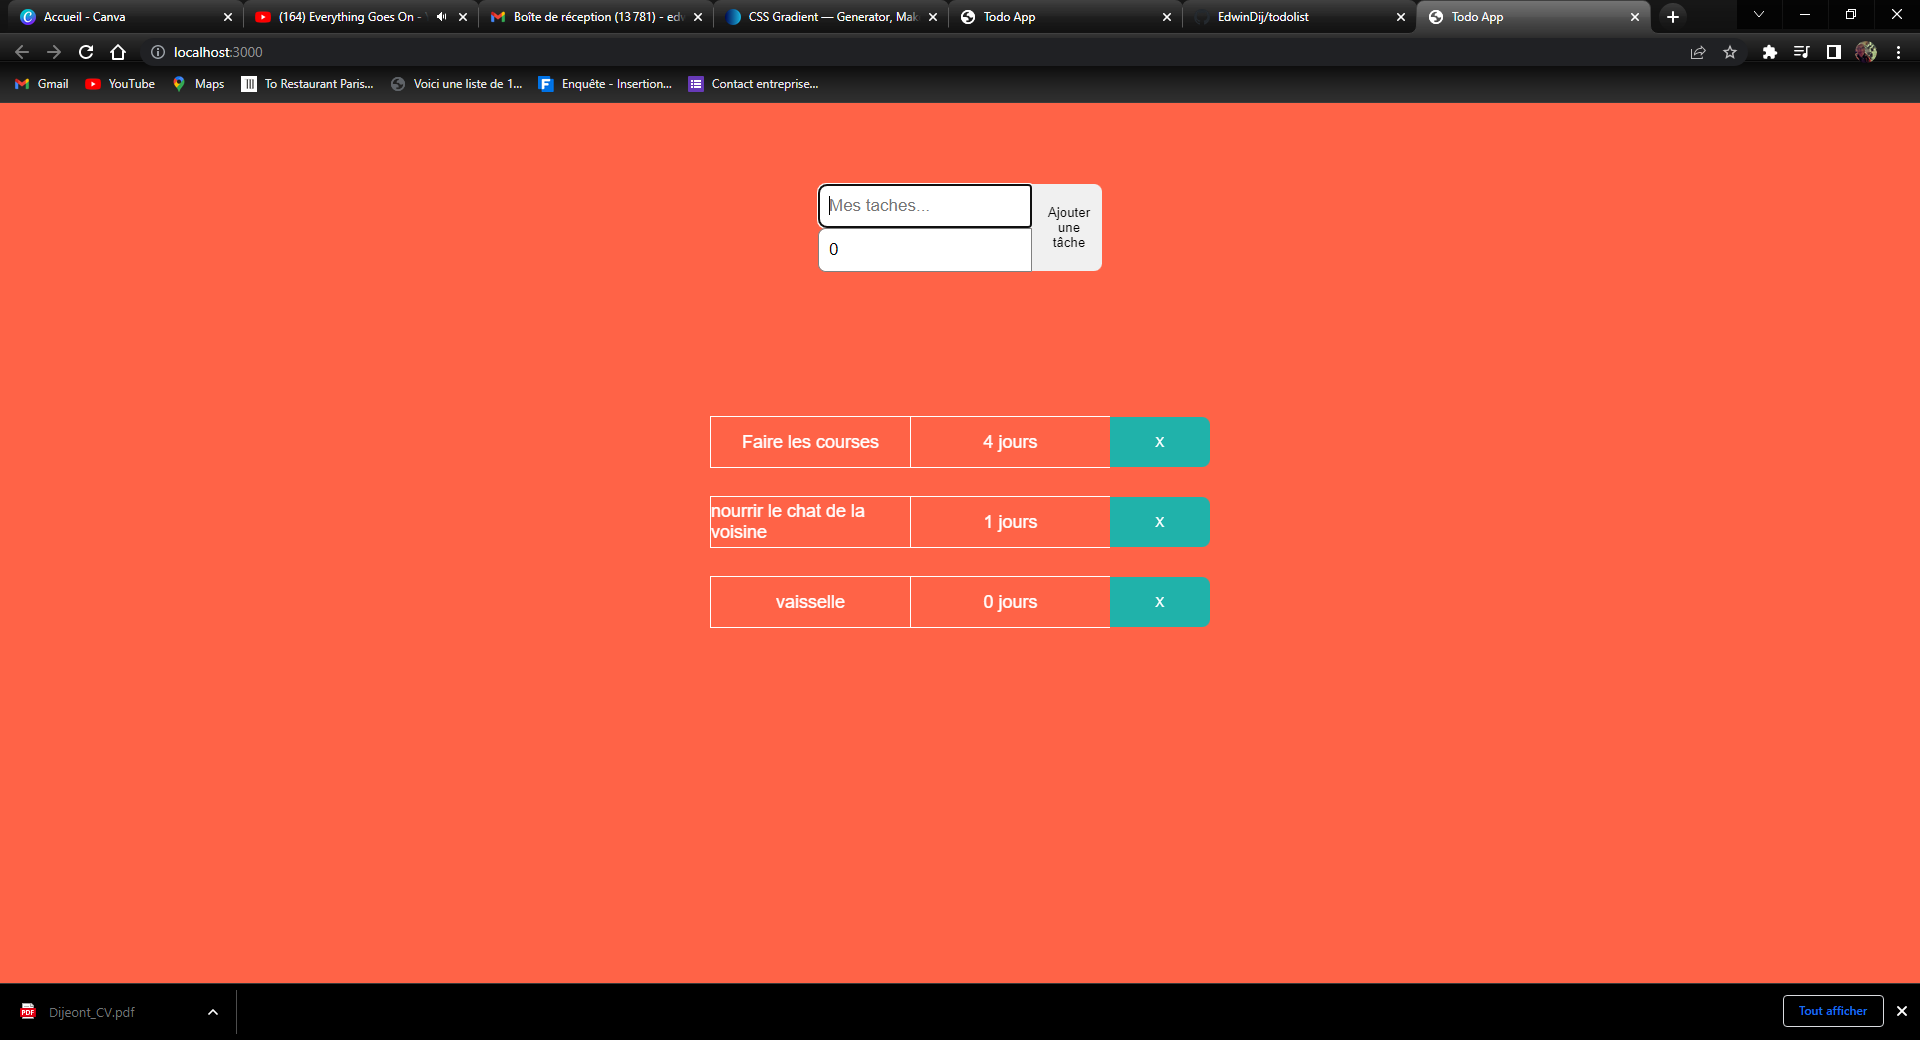 Accueil - Canva
(164) Everything Goes On -
Boîte de réception (13 781) - edw
CSS Gradient — Generator, Mak
Todo App
EdwinDij/todolist
Todo App
localhost:3000
Gmail
YouTube
Maps
To Restaurant Paris...
Voici une liste de 1...
Enquête - Insertion...
Contact entreprise...
Mes taches...
0
Ajouter
une
tâche
Faire les courses
4 jours
X
nourrir le chat de la
voisine
1 jours
X
vaisselle
0 jours
X
Dijeont_CV.pdf
Tout afficher